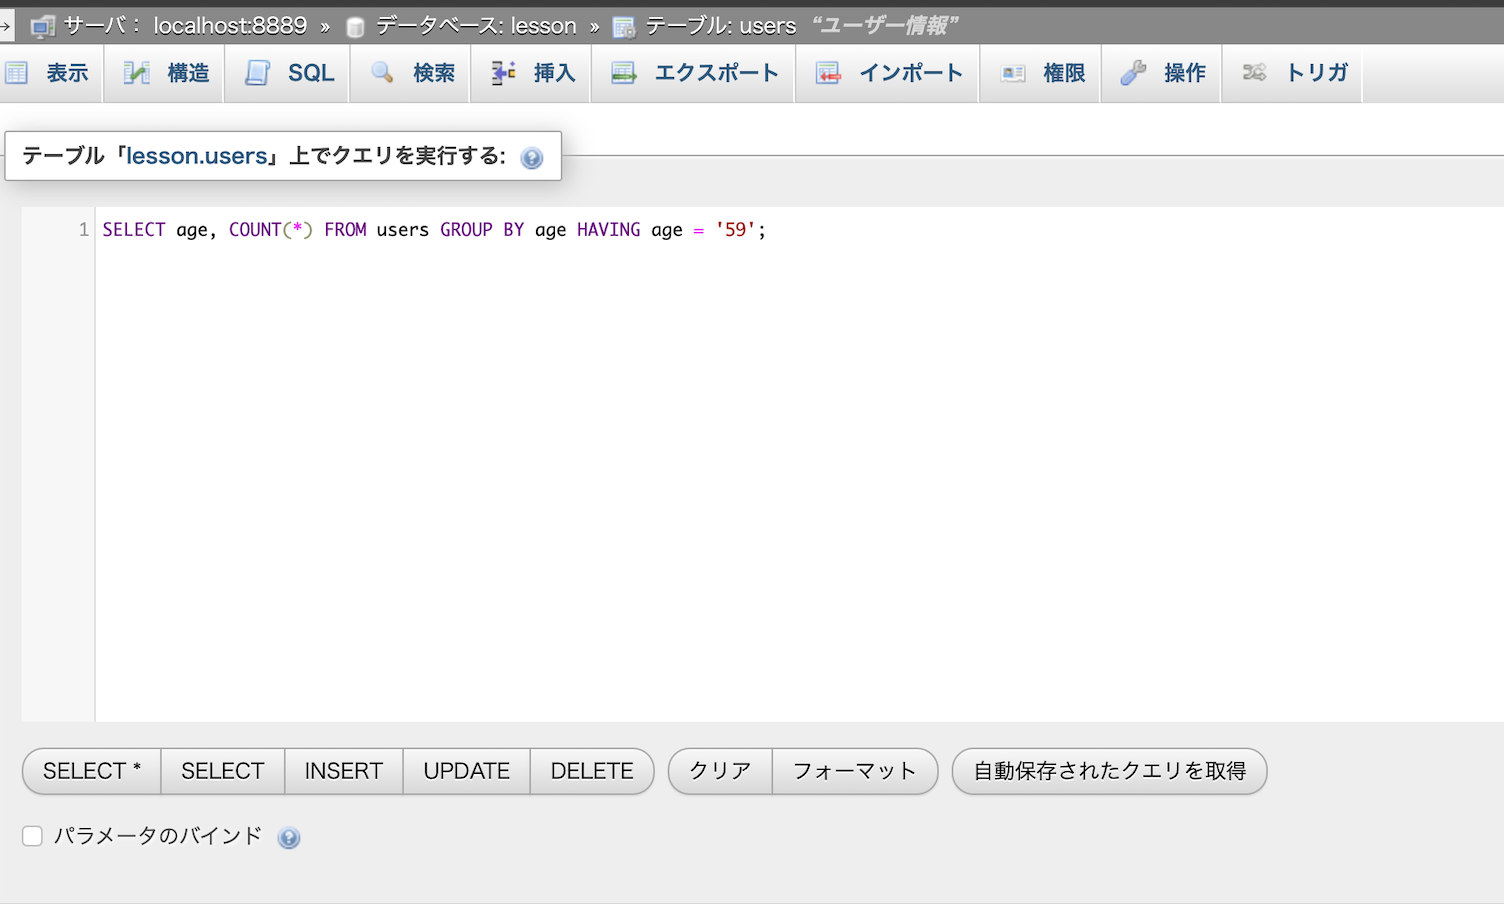 サーバ： localhost:8889 » データベース: lesson » テーブル: users “ユーザー情報”
表示 構造 SQL 検索 挿入 エクスポート インポート 権限 操作 トリガ
テーブル「lesson.users」上でクエリを実行する:
1 SELECT age, COUNT(*) FROM users GROUP BY age HAVING age = '59';
SELECT * SELECT INSERT UPDATE DELETE クリア フォーマット 自動保存されたクエリを取得
パラメータのバインド